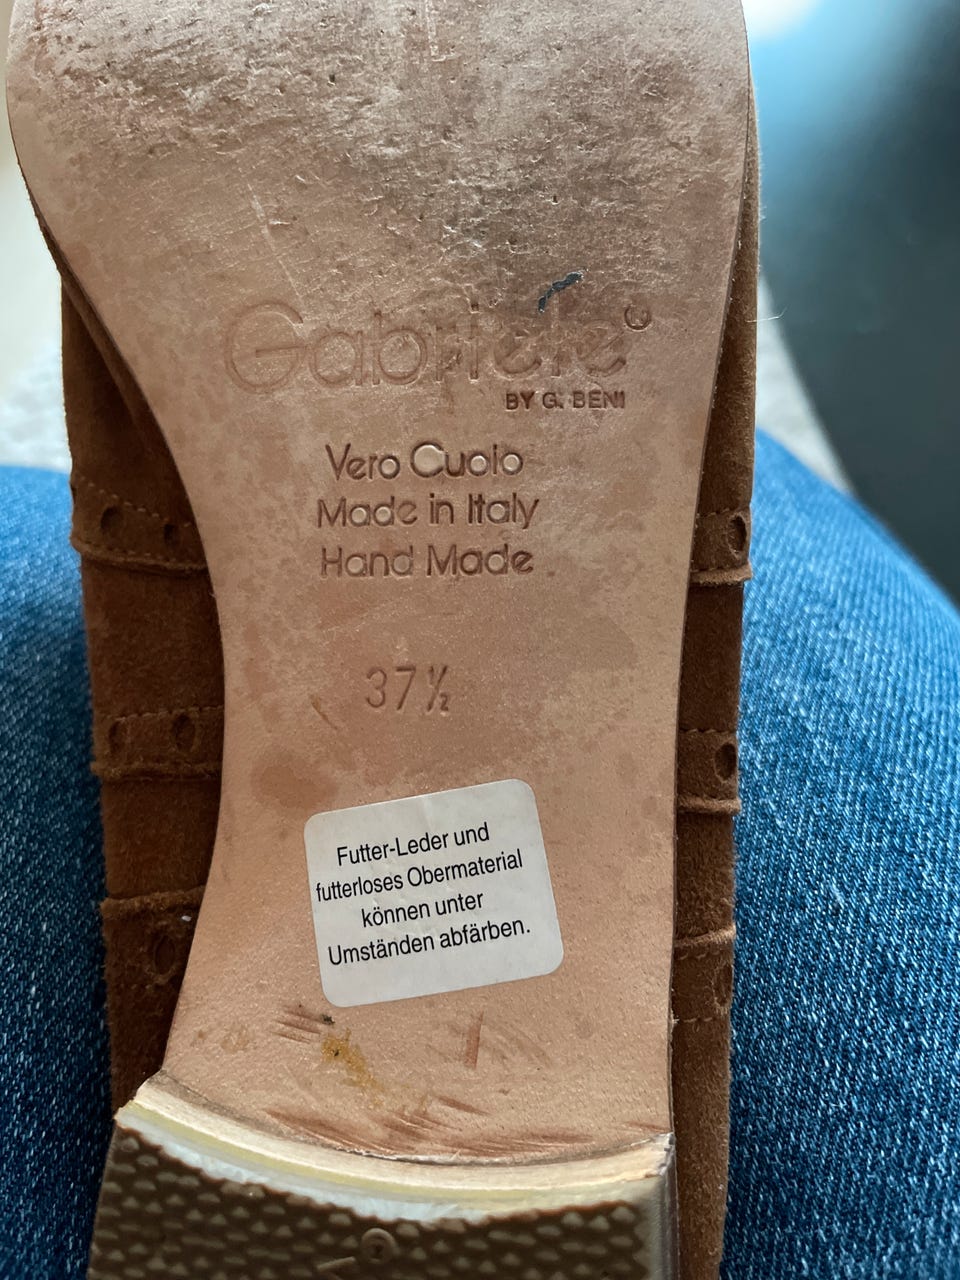 Gabriele®
BY G. BENI
Vero Cuoio
Made in Italy
Hand Made
37½
Futter-Leder und
futterloses Obermaterial
können unter
Umständen abfärben.